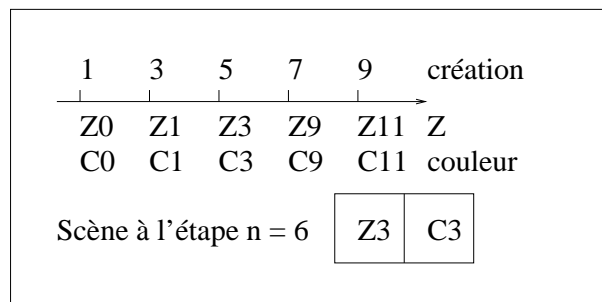 1 3 5 7 9 création
Z0 Z1 Z3 Z9 Z11 Z
C0 C1 C3 C9 C11 couleur
Scène à l'étape n = 6 Z3 C3